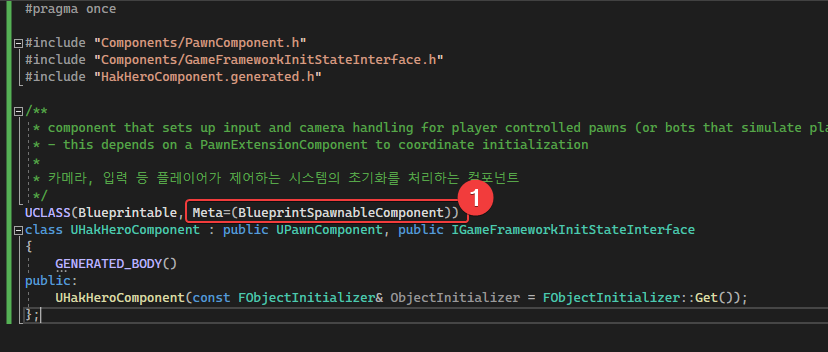 #pragma once
#include "Components/PawnComponent.h"
#include "Components/GameFrameworkInitStateInterface.h"
#include "HakHeroComponent.generated.h"
/**
* component that sets up input and camera handling for player controlled pawns (or bots that simulate
* - this depends on a PawnExtensionComponent to coordinate initialization
*
* 카메라, 입력 등 플레이어가 제어하는 시스템의 초기화를 처리하는 컴포넌트
*/
1
UCLASS(Blueprintable, Meta=(BlueprintSpawnableComponent))
class UHakHeroComponent : public UPawnComponent, public IGameFrameworkInitStateInterface
{
GENERATED_BODY()
public:
UHakHeroComponent(const FObjectInitializer& ObjectInitializer = FObjectInitializer::Get());
};